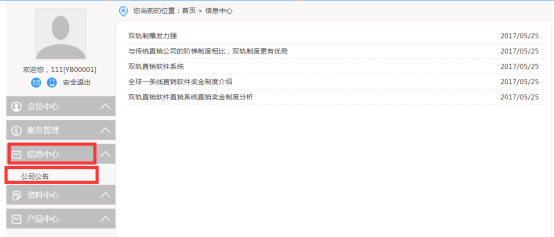 您当前的位置：首页 > 信息中心
欢迎您，111[YB00001]
安全退出
会员中心
账务管理
信息中心
公司公告
资料中心
产品中心
双轨制爆发力强 2017/05/25
与传统直销公司的阶梯制度相比，双轨制度更有优势 2017/05/25
双轨直销软件系统 2017/05/25
全球一条线直销软件奖金制度介绍 2017/05/25
双轨直销软件直销系统直销奖金制度分析 2017/05/25